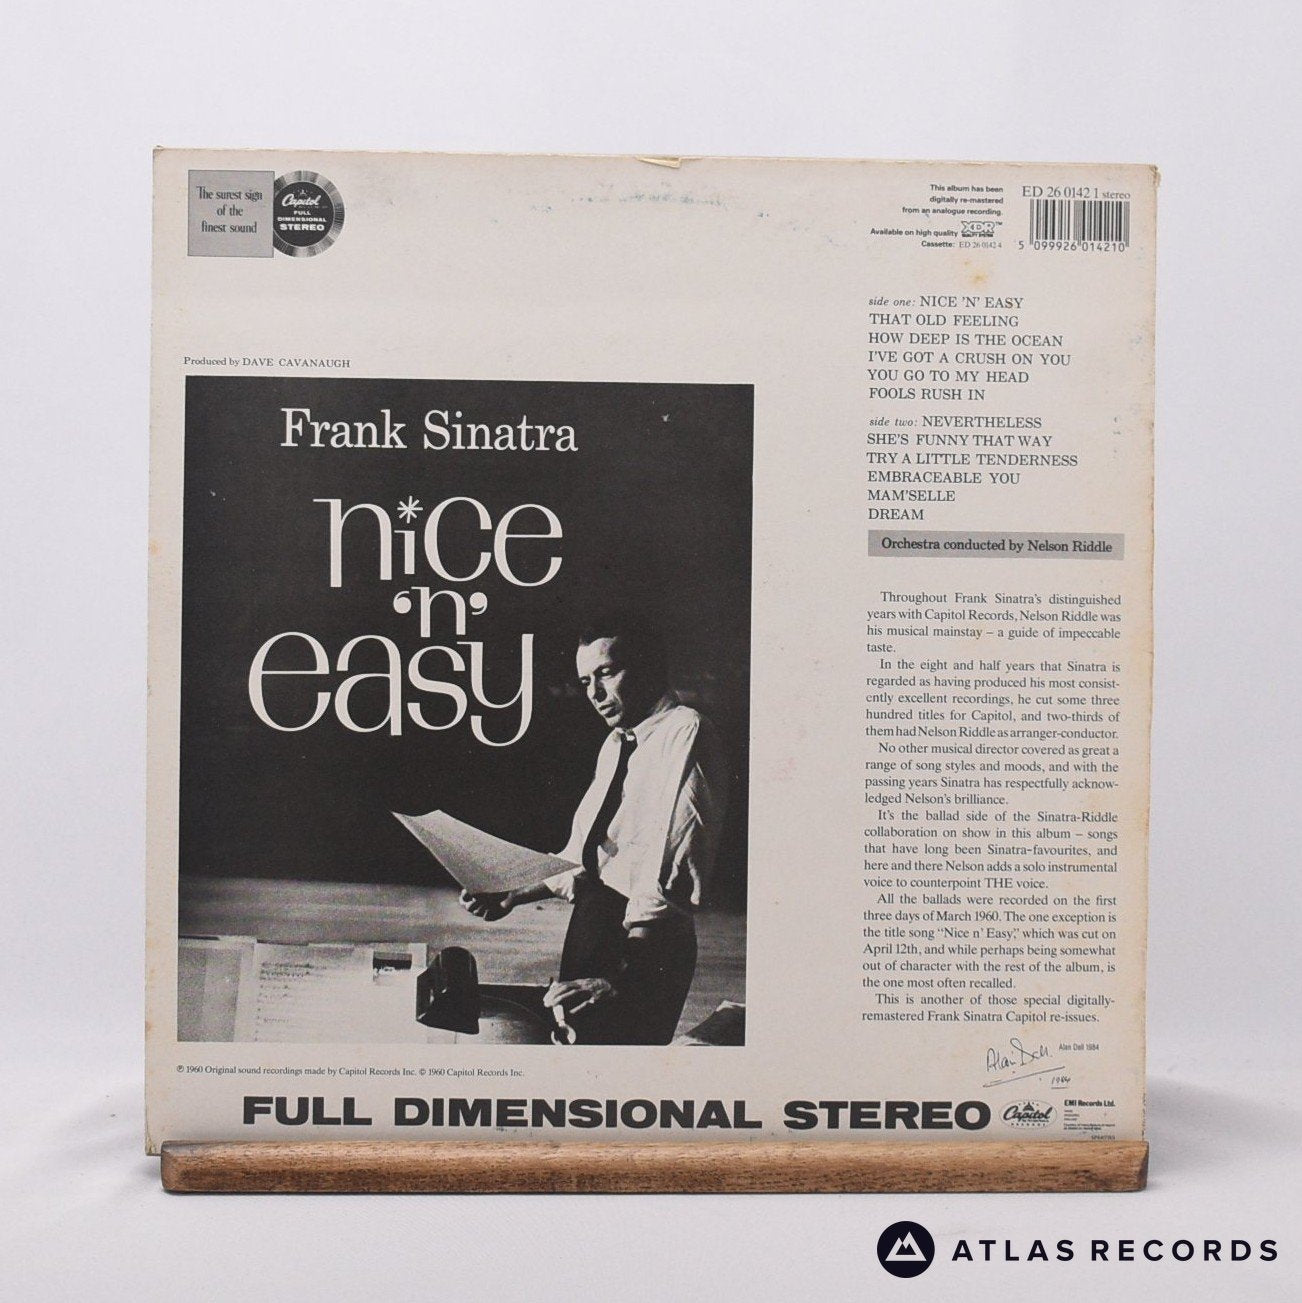 The surest sign
of the
finest sound
Capitol
FULL
DIMENSIONAL
STEREO
This album has been
digitally re-mastered
from an analogue recording.
Available on high quality XDR™
Cassette: ED 26 0142 4
ED 26 0142 1 stereo
5 099926 014210
side one: NICE 'N' EASY
THAT OLD FEELING
HOW DEEP IS THE OCEAN
I'VE GOT A CRUSH ON YOU
YOU GO TO MY HEAD
FOOLS RUSH IN
side two: NEVERTHELESS
SHE'S FUNNY THAT WAY
TRY A LITTLE TENDERNESS
EMBRACEABLE YOU
MAM'SELLE
DREAM
Orchestra conducted by Nelson Riddle
Produced by DAVE CAVANAUGH
Frank Sinatra
nice
'n'
easy
Throughout Frank Sinatra's distinguished
years with Capitol Records, Nelson Riddle was
his musical mainstay – a guide of impeccable
taste.
In the eight and half years that Sinatra is
regarded as having produced his most consist-
ently excellent recordings, he cut some three
hundred titles for Capitol, and two-thirds of
them had Nelson Riddle as arranger-conductor.
No other musical director covered as great a
range of song styles and moods, and with the
passing years Sinatra has respectfully acknow-
ledged Nelson's brilliance.
It's the ballad side of the Sinatra-Riddle
collaboration on show in this album – songs
that have long been Sinatra-favourites, and
here and there Nelson adds a solo instrumental
voice to counterpoint THE voice.
All the ballads were recorded on the first
three days of March 1960. The one exception is
the title song "Nice n' Easy," which was cut on
April 12th, and while perhaps being somewhat
out of character with the rest of the album, is
the one most often recalled.
This is another of those special digitally-
remastered Frank Sinatra Capitol re-issues.
Alan Dell.
1984
Alan Dell 1984
℗ 1960 Original sound recordings made by Capitol Records Inc. © 1960 Capitol Records Inc.
FULL DIMENSIONAL STEREO
Capitol
RECORDS
EMI Records Ltd.
ATLAS RECORDS